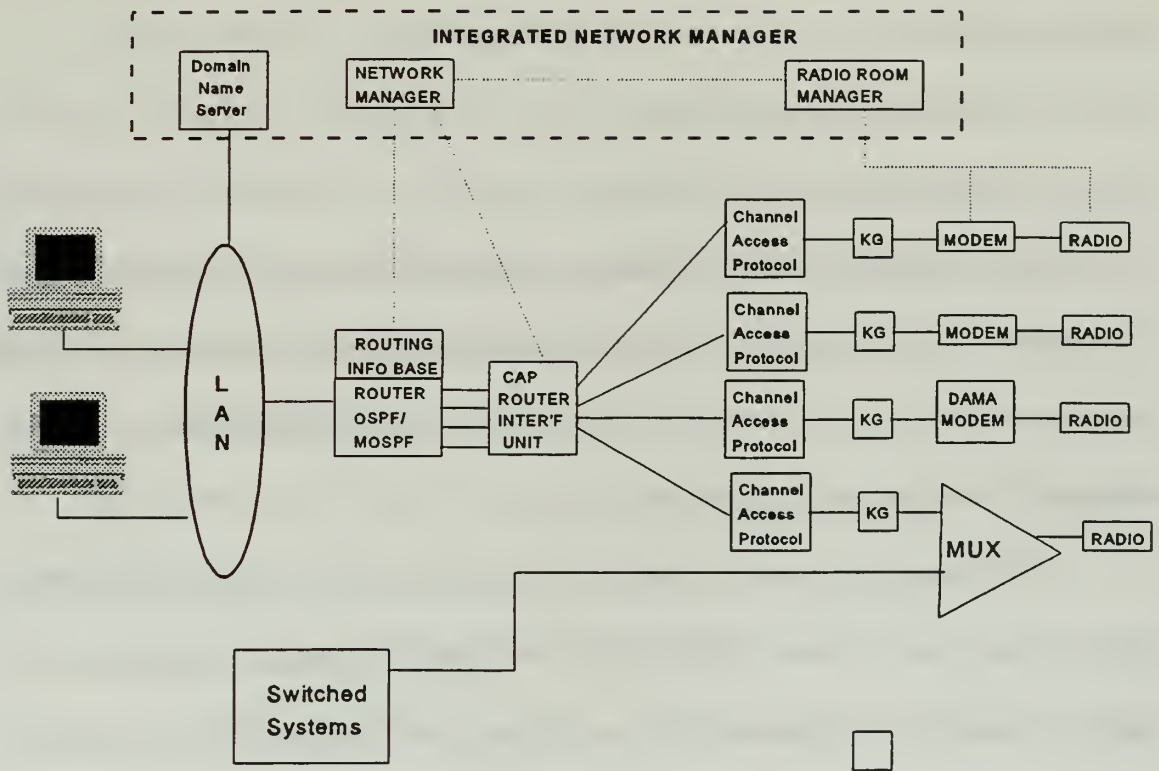 INTEGRATED NETWORK MANAGER
Domain
Name
Server
NETWORK
MANAGER
RADIO ROOM
MANAGER
Channel
Access
Protocol
KG
MODEM
RADIO
Channel
Access
Protocol
KG
MODEM
RADIO
L
A
N
ROUTING
INFO BASE
ROUTER
OSPF/
MOSPF
CAP
ROUTER
INTER'F
UNIT
Channel
Access
Protocol
KG
DAMA
MODEM
RADIO
Channel
Access
Protocol
KG
MUX
RADIO
Switched
Systems